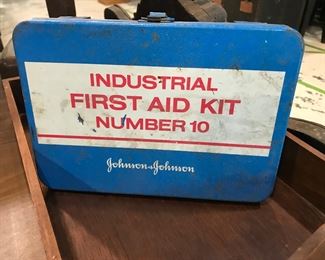 INDUSTRIAL
FIRST AID KIT
NUMBER 10
Johnson & Johnson